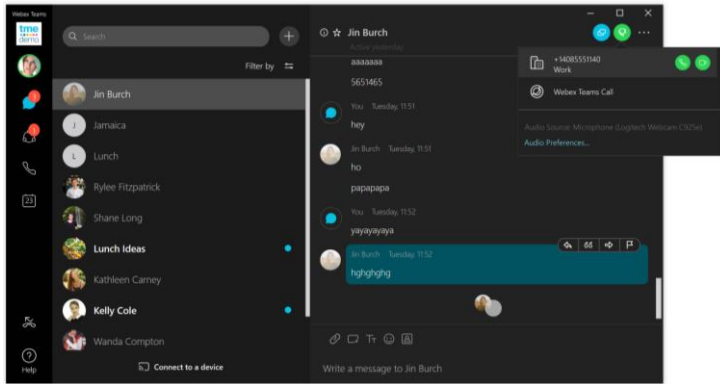 Webex Teams
tme
demo
Search
Filter by
3
Jin Burch
1
J
Jamaica
L
Lunch
23
Rylee Fitzpatrick
Shane Long
Lunch Ideas
Kathleen Carney
Kelly Cole
Wanda Compton
Help
Connect to a device
Jin Burch
Active yesterday
aaaaaaa
5651465
You Tuesday, 11:51
hey
Jin Burch Tuesday, 11:51
ho
papapapa
You Tuesday, 11:52
yayayayaya
Jin Burch Tuesday, 11:52
hghghghg
Write a message to Jin Burch
+14085551140
Work
Webex Teams Call
Audio Source: Microphone (Logitech Webcam C925e)
Audio Preferences...